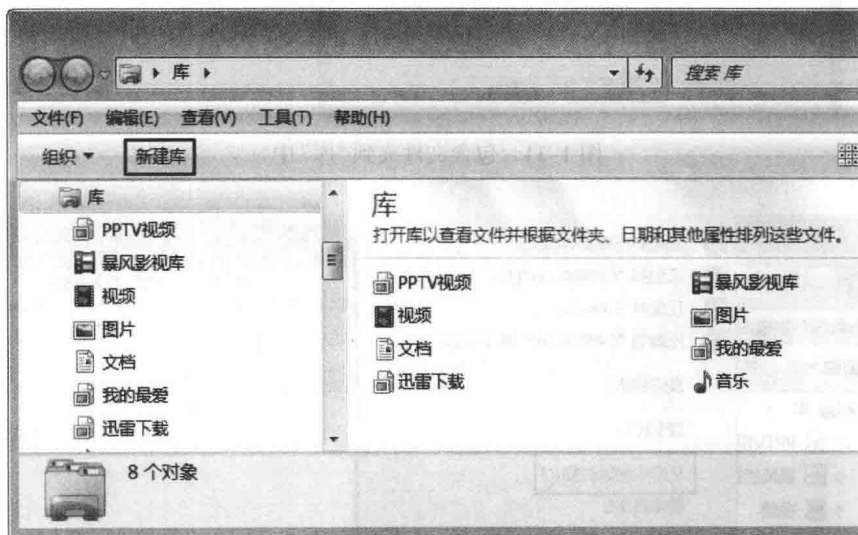 库
搜索 库
文件(F) 编辑(E) 查看(V) 工具(T) 帮助(H)
组织 新建库
库
PPTV视频
暴风影视库
视频
图片
文档
我的最爱
迅雷下载
库
打开库以查看文件并根据文件夹、日期和其他属性排列这些文件。
PPTV视频 暴风影视库
视频 图片
文档 我的最爱
迅雷下载 音乐
8 个对象